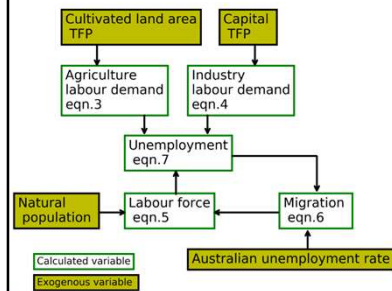 Cultivated land area
TFP
Capital
TFP
Agriculture
labour demand
eqn.3
Industry
labour demand
eqn.4
Unemployment
eqn.7
Natural
population
Labour force
eqn.5
Migration
eqn.6
Calculated variable
Exogenous variable
Australian unemployment rate